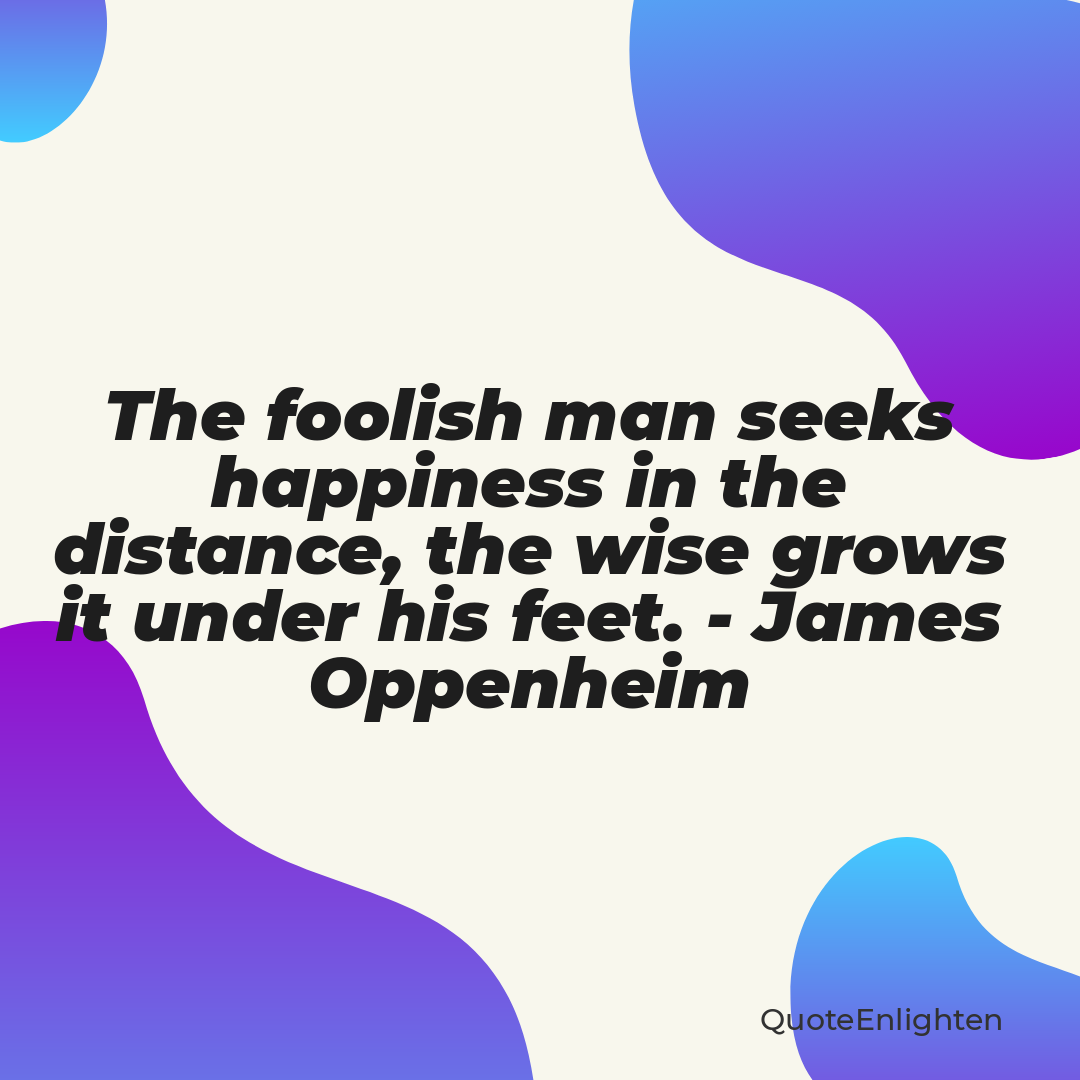 The foolish man seeks
happiness in the
distance, the wise grows
it under his feet. - James
Oppenheim
QuoteEnlighten